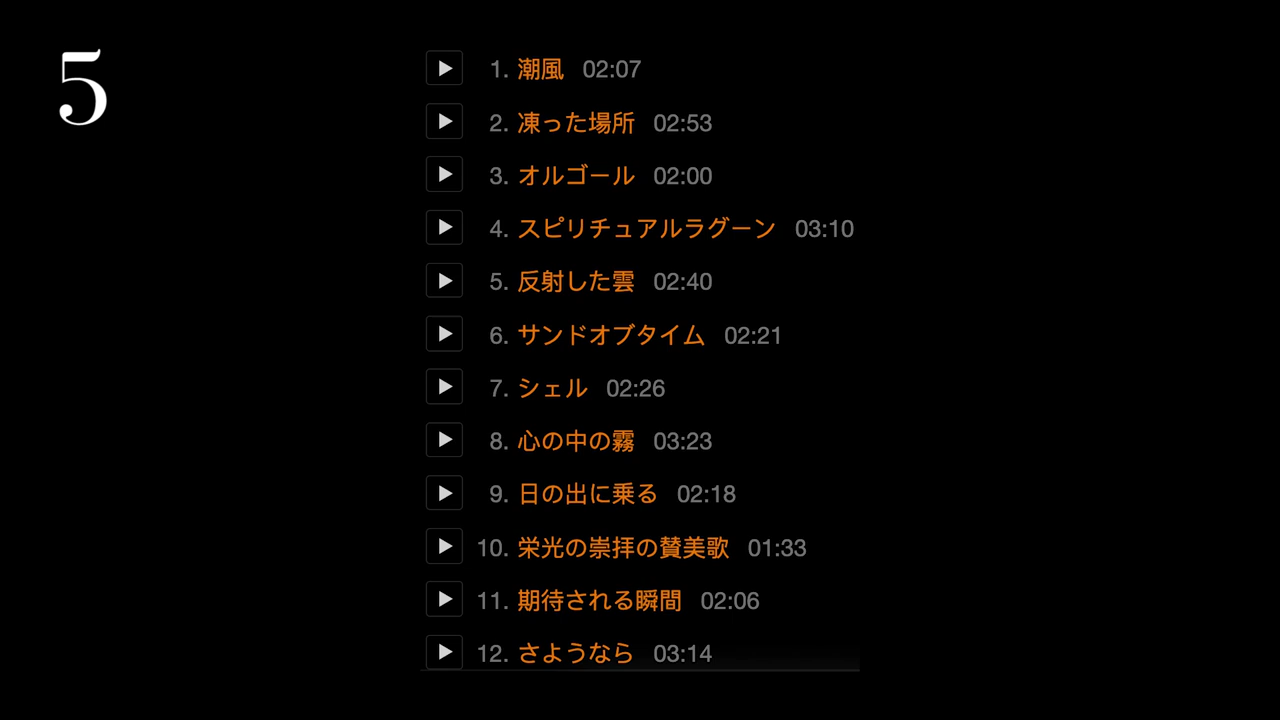 5
1. 潮風 02:07
2. 凍った場所 02:53
3. オルゴール 02:00
4. スピリチュアルラグーン 03:10
5. 反射した雲 02:40
6. サンドオブタイム 02:21
7. シェル 02:26
8. 心の中の霧 03:23
9. 日の出に乗る 02:18
10. 栄光の崇拝の賛美歌 01:33
11. 期待される瞬間 02:06
12. さようなら 03:14